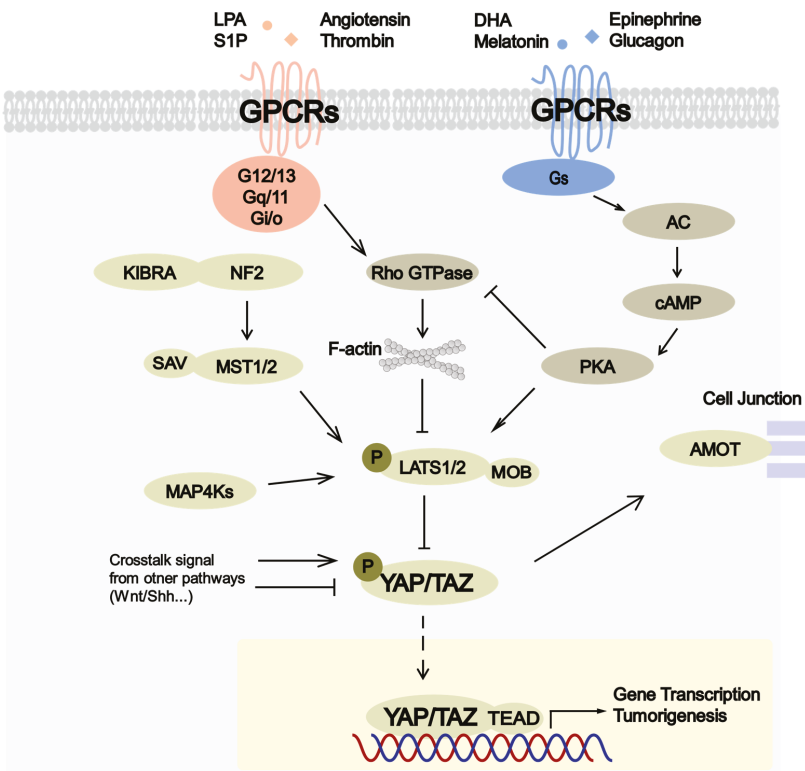 LPA
S1P
Angiotensin
Thrombin
DHA
Melatonin
Epinephrine
Glucagon
GPCRs
GPCRs
G12/13
Gq/11
Gi/o
Gs
AC
KIBRA
NF2
Rho GTPase
cAMP
F-actin
SAV
MST1/2
PKA
Cell Junction
AMOT
P
LATS1/2
MOB
MAP4Ks
Crosstalk signal
from otner pathways
(Wnt/Shh...)
P
YAP/TAZ
YAP/TAZ
TEAD
Gene Transcription
Tumorigenesis